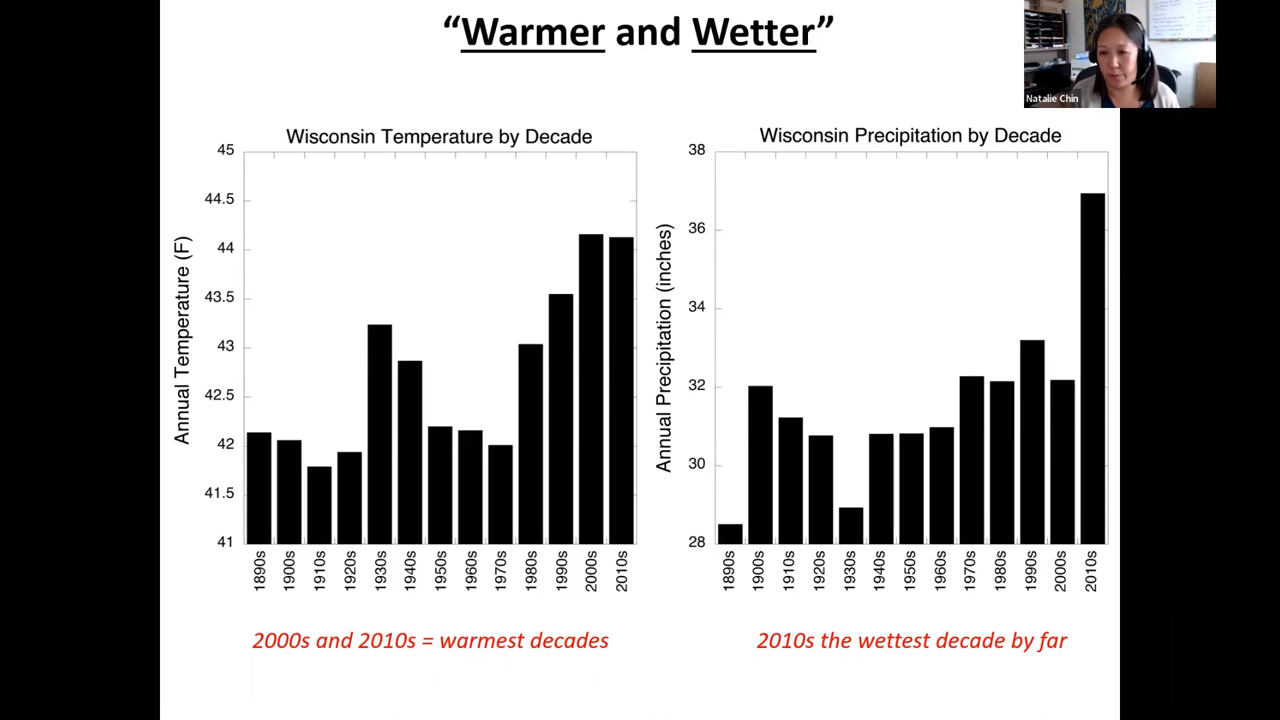 “Warmer and Wetter”
Natalie Chin
Wisconsin Temperature by Decade
45
44.5
44
43.5
43
42.5
42
41.5
41
Annual Temperature (F)
1890s
1900s
1910s
1920s
1930s
1940s
1950s
1960s
1970s
1980s
1990s
2000s
2010s
2000s and 2010s = warmest decades
Wisconsin Precipitation by Decade
38
36
34
32
30
28
Annual Precipitation (inches)
1890s
1900s
1910s
1920s
1930s
1940s
1950s
1960s
1970s
1980s
1990s
2000s
2010s
2010s the wettest decade by far